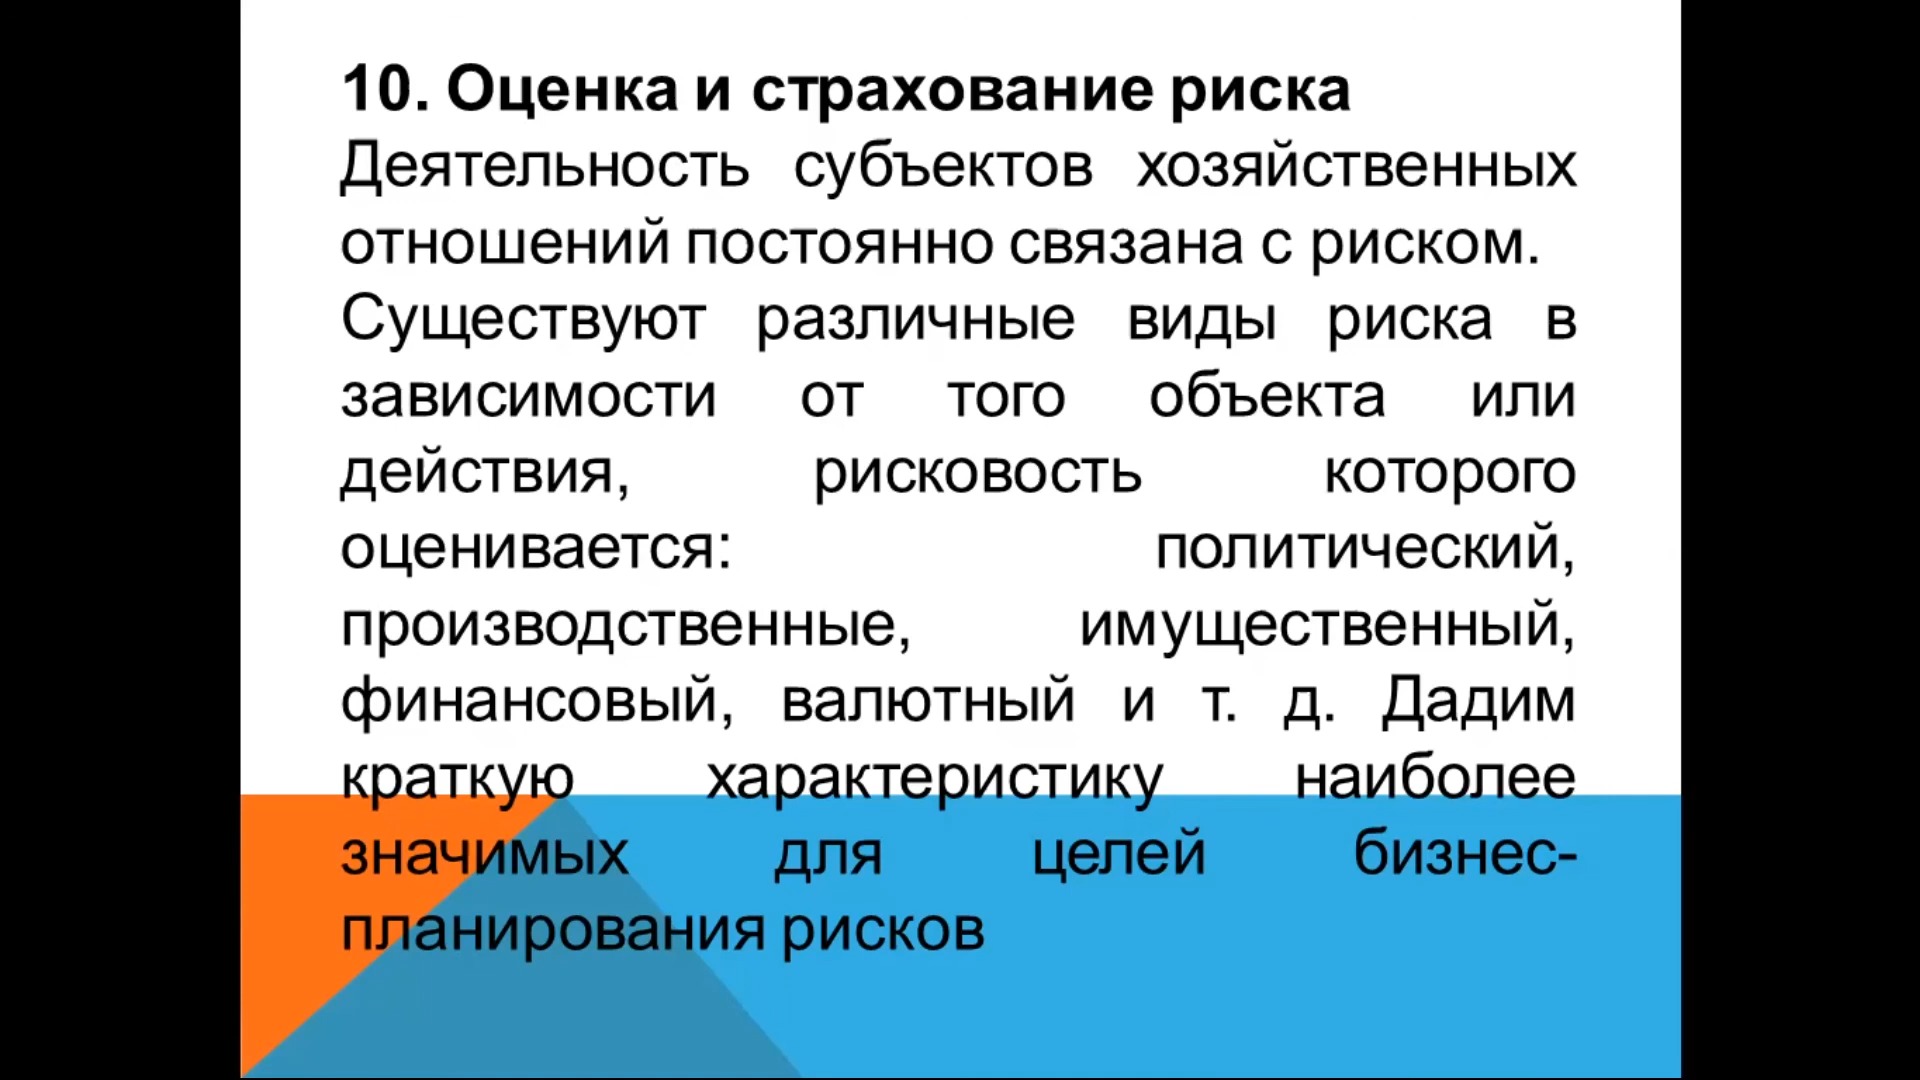 10. Оценка и страхование риска
Деятельность субъектов хозяйственных
отношений постоянно связана с риском.
Существуют различные виды риска в
зависимости от того объекта или
действия, рисковость которого
оценивается: политический,
производственные, имущественный,
финансовый, валютный и т. д. Дадим
краткую характеристику наиболее
значимых для целей бизнес-
планирования рисков